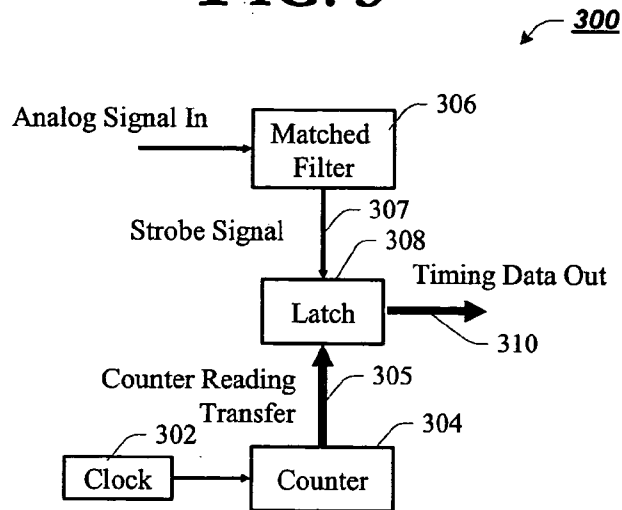 300
Analog Signal In
306
Matched
Filter
307
Strobe Signal
308
Timing Data Out
Latch
310
Counter Reading
Transfer
305
302
304
Clock
Counter